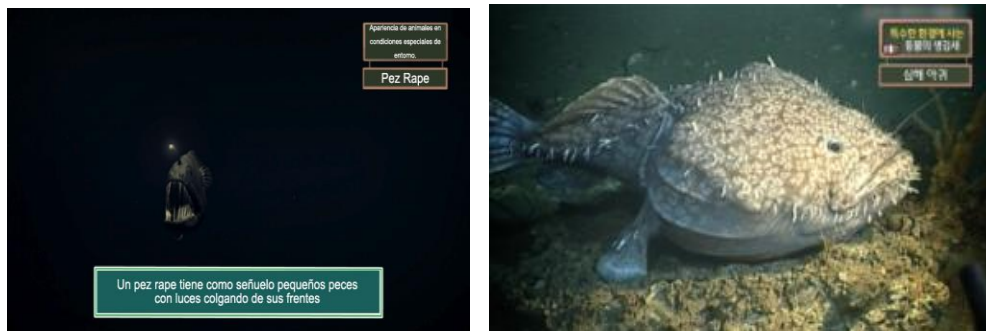 Apariencia de animales en
condiciones especiales de
entorno.
Pez Rape
Un pez rape tiene como señuelo pequeños peces
con luces colgando de sus frentes
특수한 환경에 사는
동물의 생김새
심해 아귀